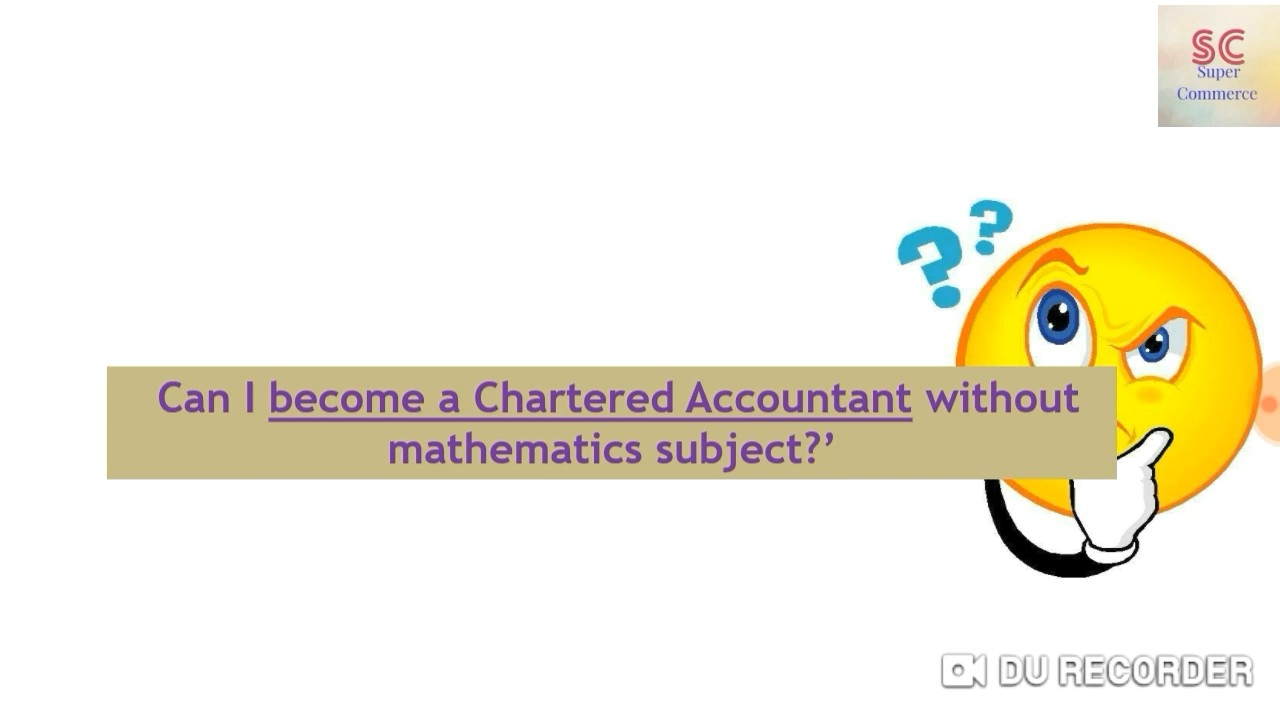 SC
Super
Commerce
? ?
Can I become a Chartered Accountant without
mathematics subject?’
DU RECORDER